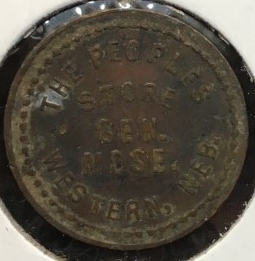 THE PEOPLES
STORE
GEN.
MDSE.
WESTERN, NEB.